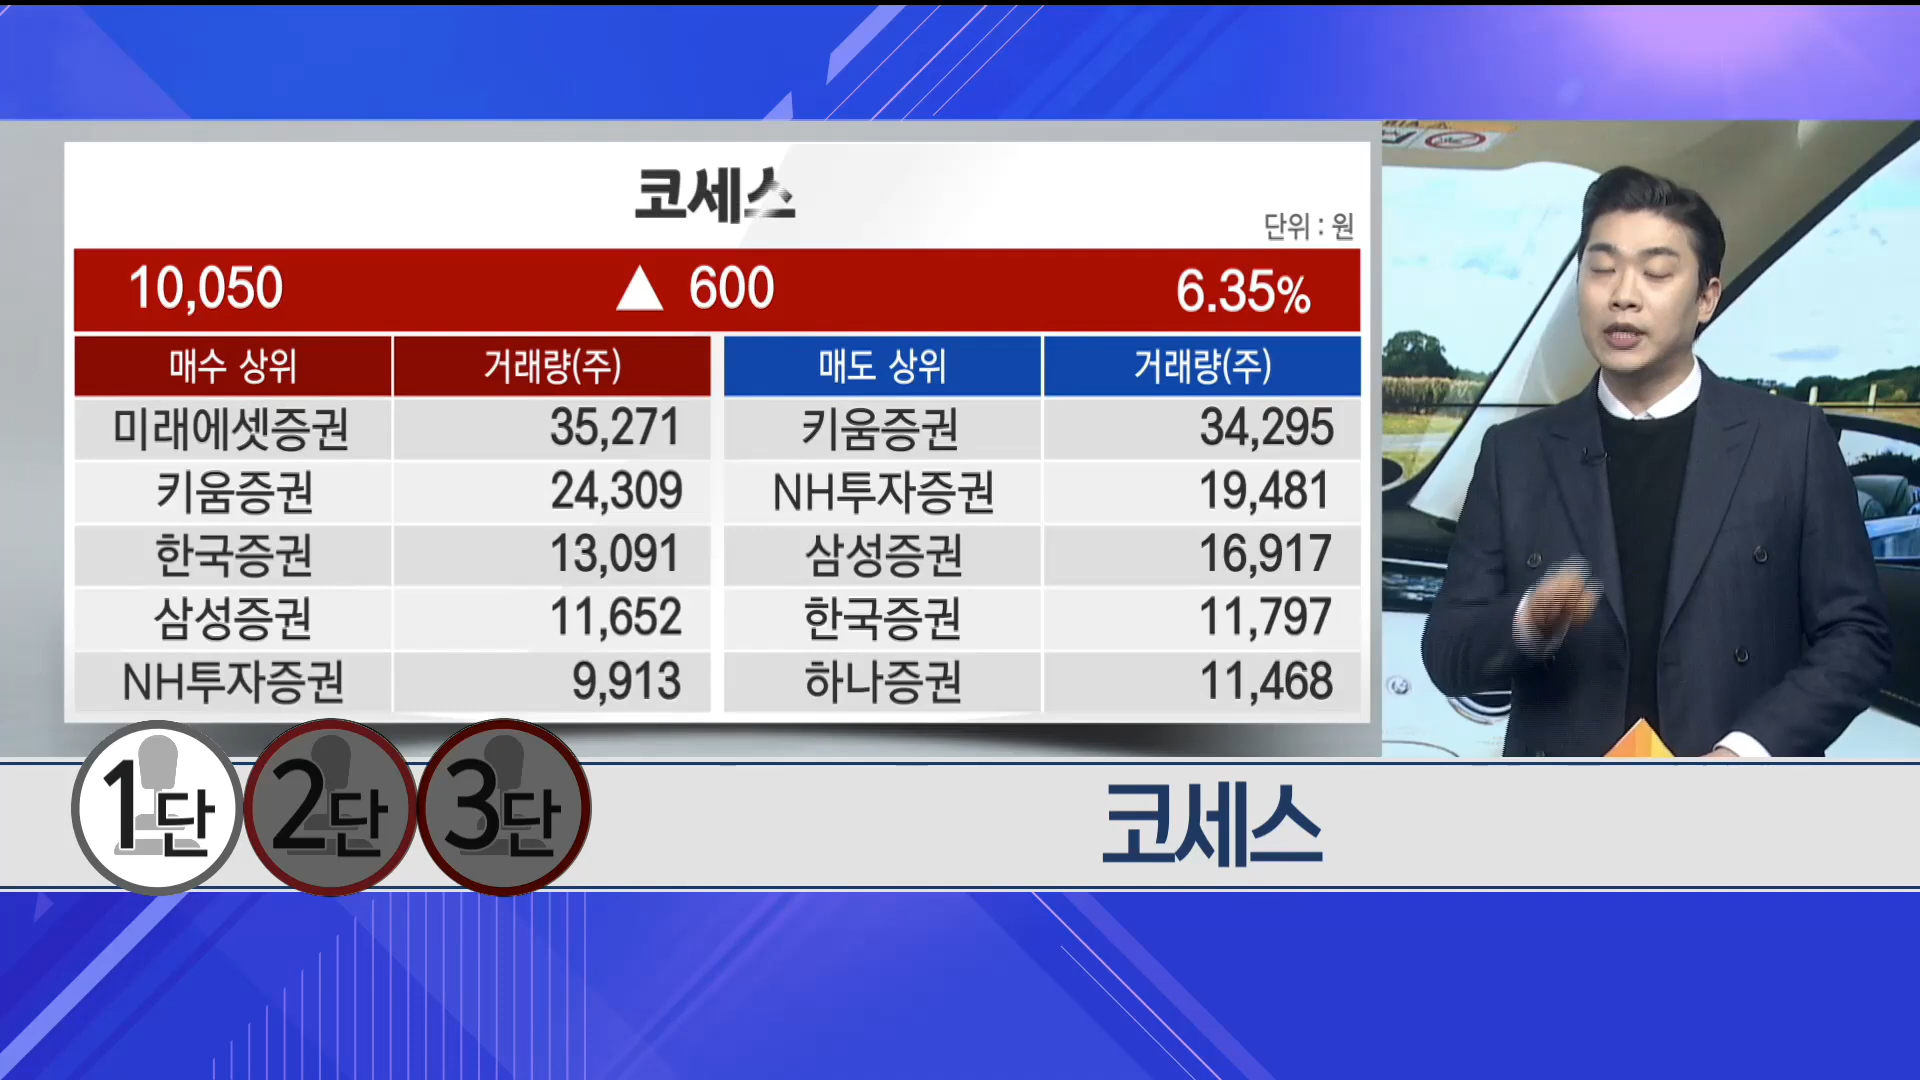 코세스
단위 : 원
10,050 ▲ 600 6.35%
매수 상위 거래량(주) 매도 상위 거래량(주)
미래에셋증권 35,271 키움증권 34,295
키움증권 24,309 NH투자증권 19,481
한국증권 13,091 삼성증권 16,917
삼성증권 11,652 한국증권 11,797
NH투자증권 9,913 하나증권 11,468
1단 2단 3단
코세스